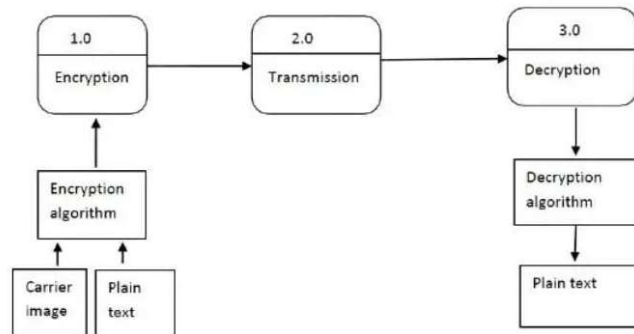 1.0
Encryption
2.0
Transmission
3.0
Decryption
Encryption
algorithm
Decryption
algorithm
Carrier
image
Plain
text
Plain text